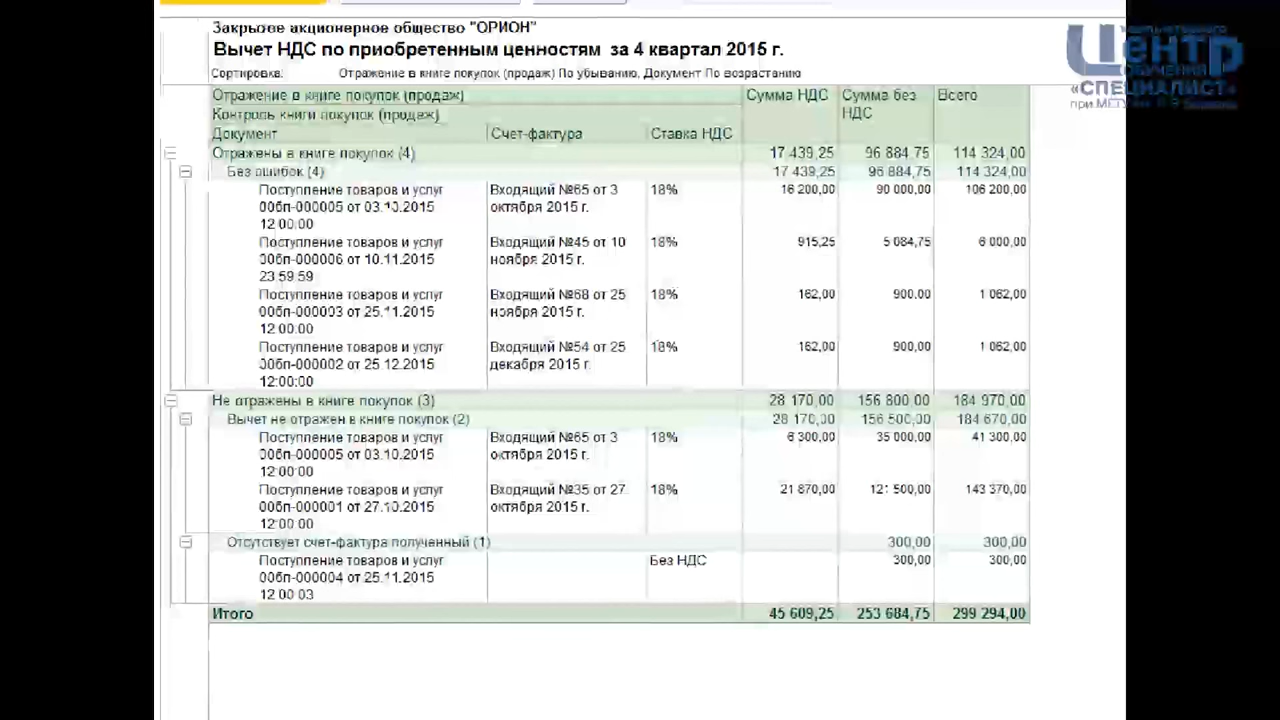 Закрытое акционерное общество "ОРИОН"
Вычет НДС по приобретенным ценностям за 4 квартал 2015 г.
Сортировка: Отражение в книге покупок (продаж) По убыванию, Документ По возрастанию
Центр
ОБУЧЕНИЯ
«СПЕЦИАЛИСТ»
Отражение в книге покупок (продаж) Сумма НДС Сумма без НДС Всего
Контроль книги покупок (продаж)
Документ Счет-фактура Ставка НДС
Отражены в книге покупок (4) 17 439,25 96 884,75 114 324,00
Без ошибок (4) 17 439,25 96 884,75 114 324,00
Поступление товаров и услуг Входящий №65 от 3 18% 16 200,00 90 000,00 106 200,00
00бп-000005 от 03.10.2015 октября 2015 г.
12:00:00
Поступление товаров и услуг Входящий №45 от 10 18% 915,25 5 084,75 6 000,00
00бп-000006 от 10.11.2015 ноября 2015 г.
23:59:59
Поступление товаров и услуг Входящий №68 от 25 18% 162,00 900,00 1 062,00
00бп-000003 от 25.11.2015 ноября 2015 г.
12:00:00
Поступление товаров и услуг Входящий №54 от 25 18% 162,00 900,00 1 062,00
00бп-000002 от 25.12.2015 декабря 2015 г.
12:00:00
Не отражены в книге покупок (3) 28 170,00 156 800,00 184 970,00
Вычет не отражен в книге покупок (2) 28 170,00 156 500,00 184 670,00
Поступление товаров и услуг Входящий №65 от 3 18% 6 300,00 35 000,00 41 300,00
00бп-000005 от 03.10.2015 октября 2015 г.
12:00:00
Поступление товаров и услуг Входящий №35 от 27 18% 21 870,00 121 500,00 143 370,00
00бп-000001 от 27.10.2015 октября 2015 г.
12:00:00
Отсутствует счет-фактура полученный (1) 300,00 300,00
Поступление товаров и услуг Без НДС 300,00 300,00
00бп-000004 от 25.11.2015
12:00:03
Итого 45 609,25 253 684,75 299 294,00